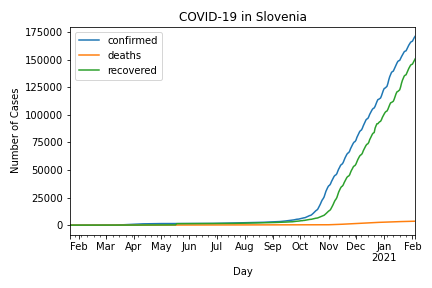 COVID-19 in Slovenia
confirmed
deaths
recovered
Number of Cases
175000
150000
125000
100000
75000
50000
25000
0
Feb Mar Apr May Jun Jul Aug Sep Oct Nov Dec Jan Feb
2021
Day